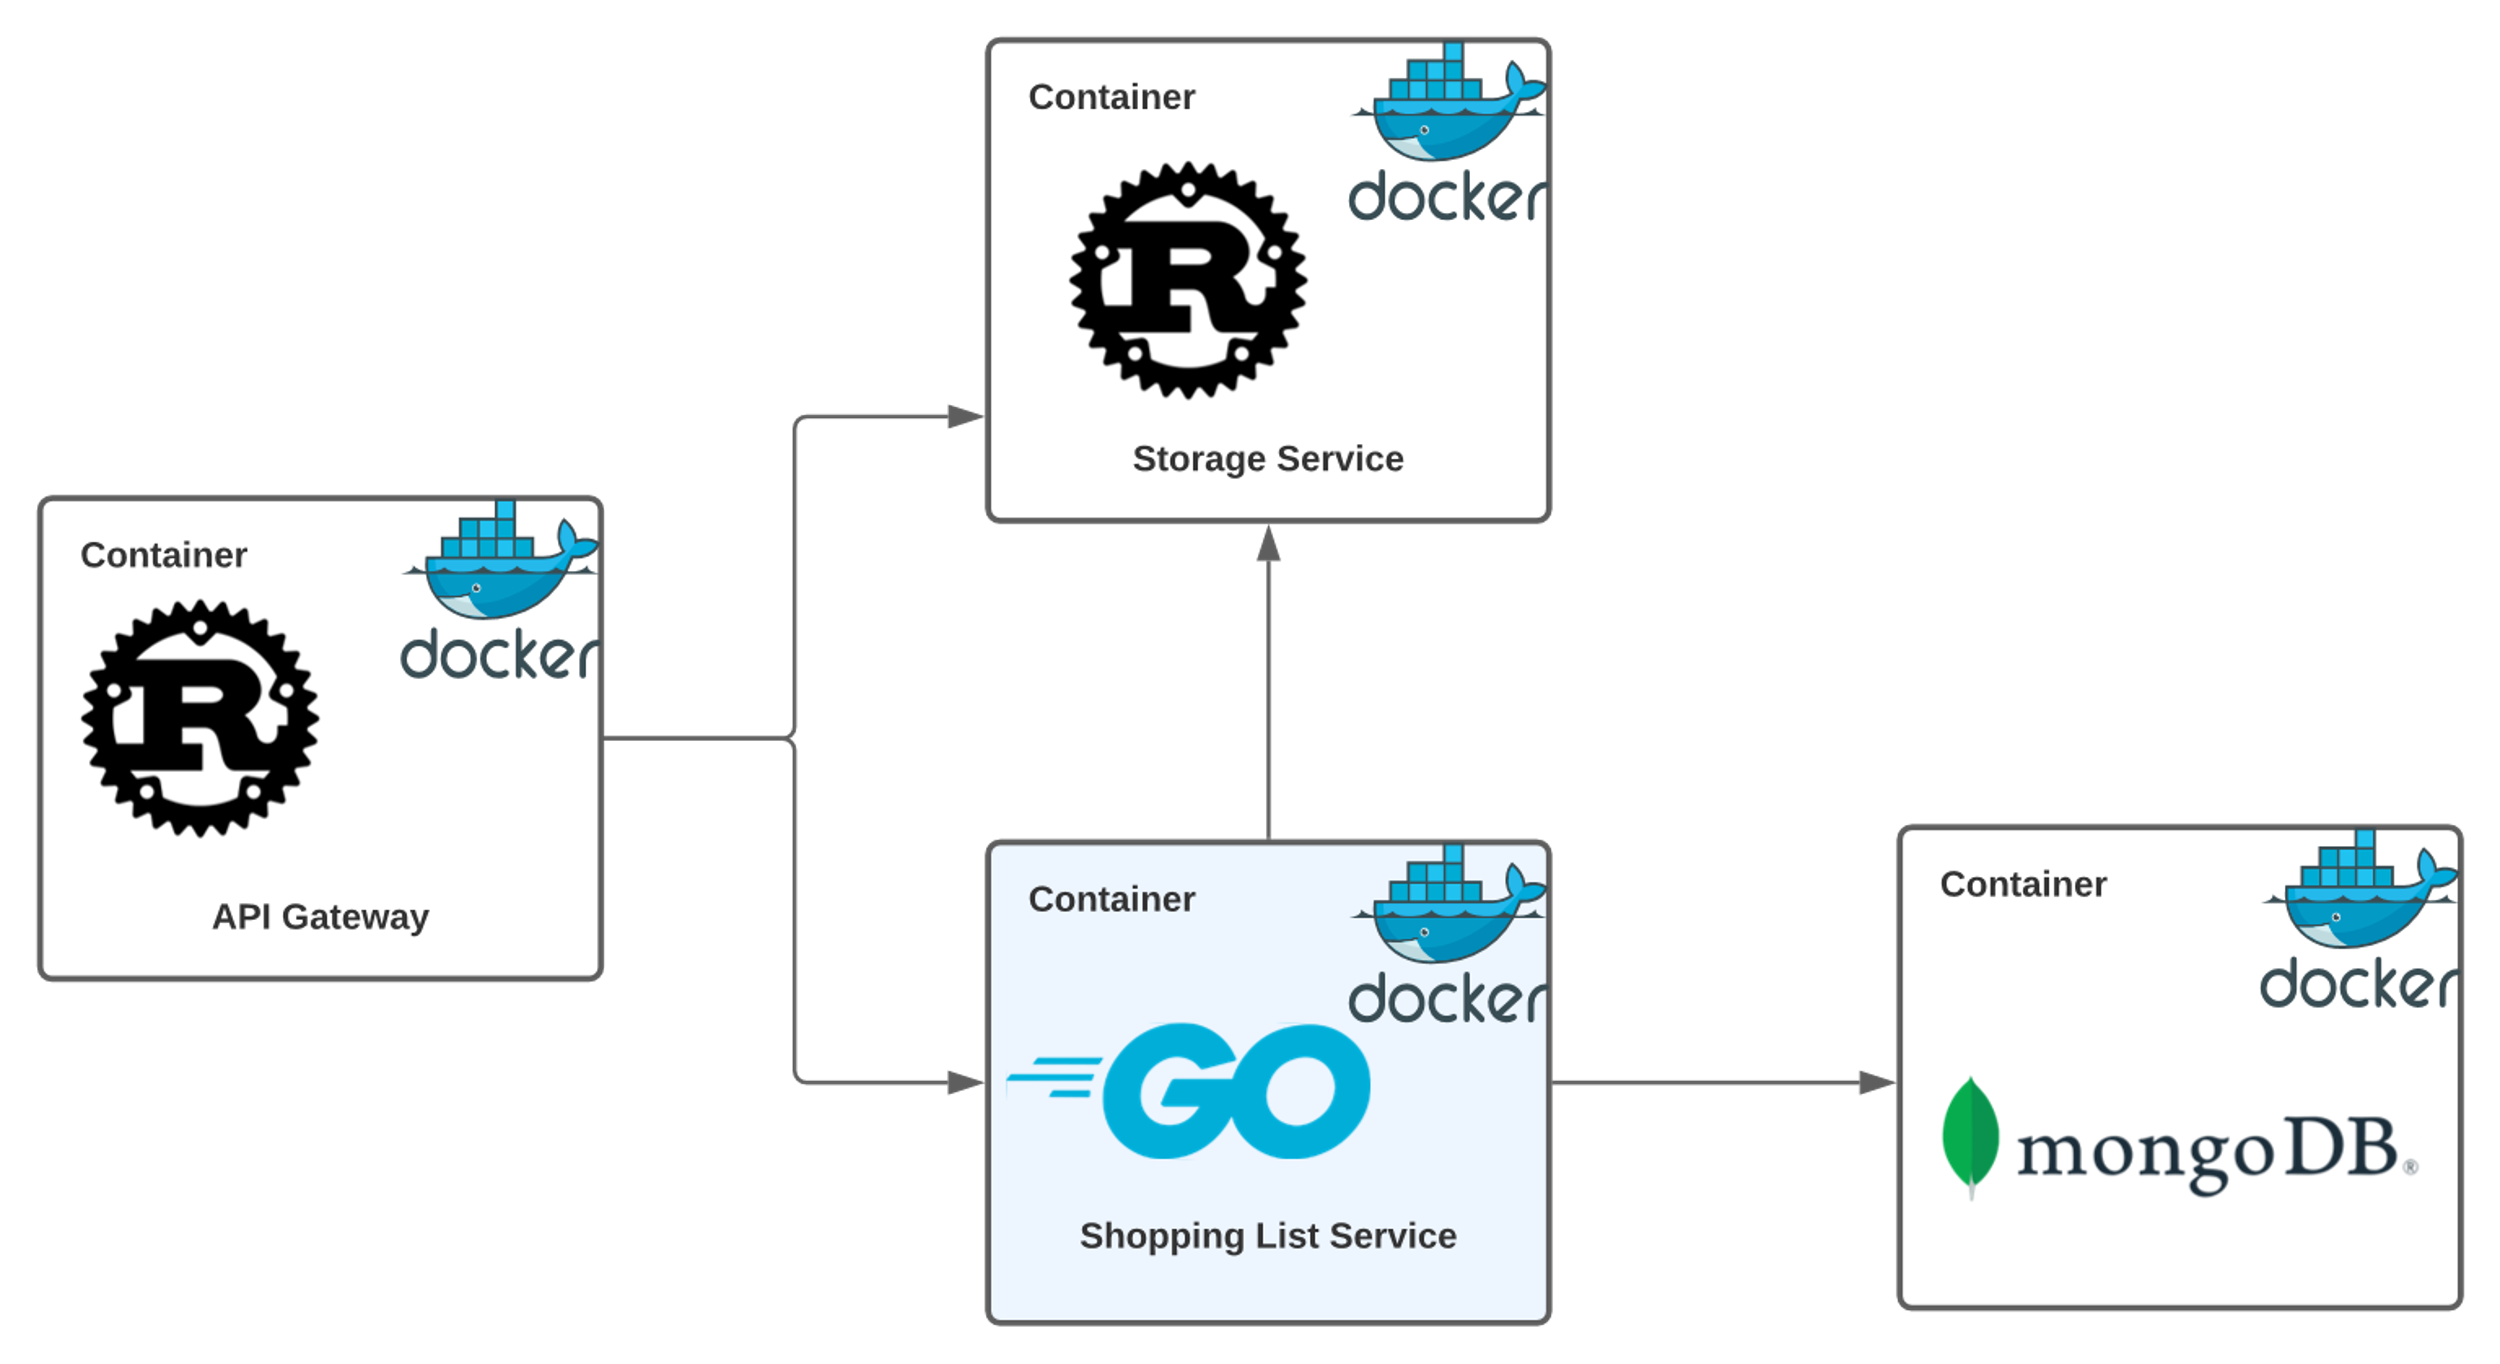 Container
docker
R
Storage Service
Container
docker
R
API Gateway
Container
docker
GO
Shopping List Service
Container
docker
mongoDB®